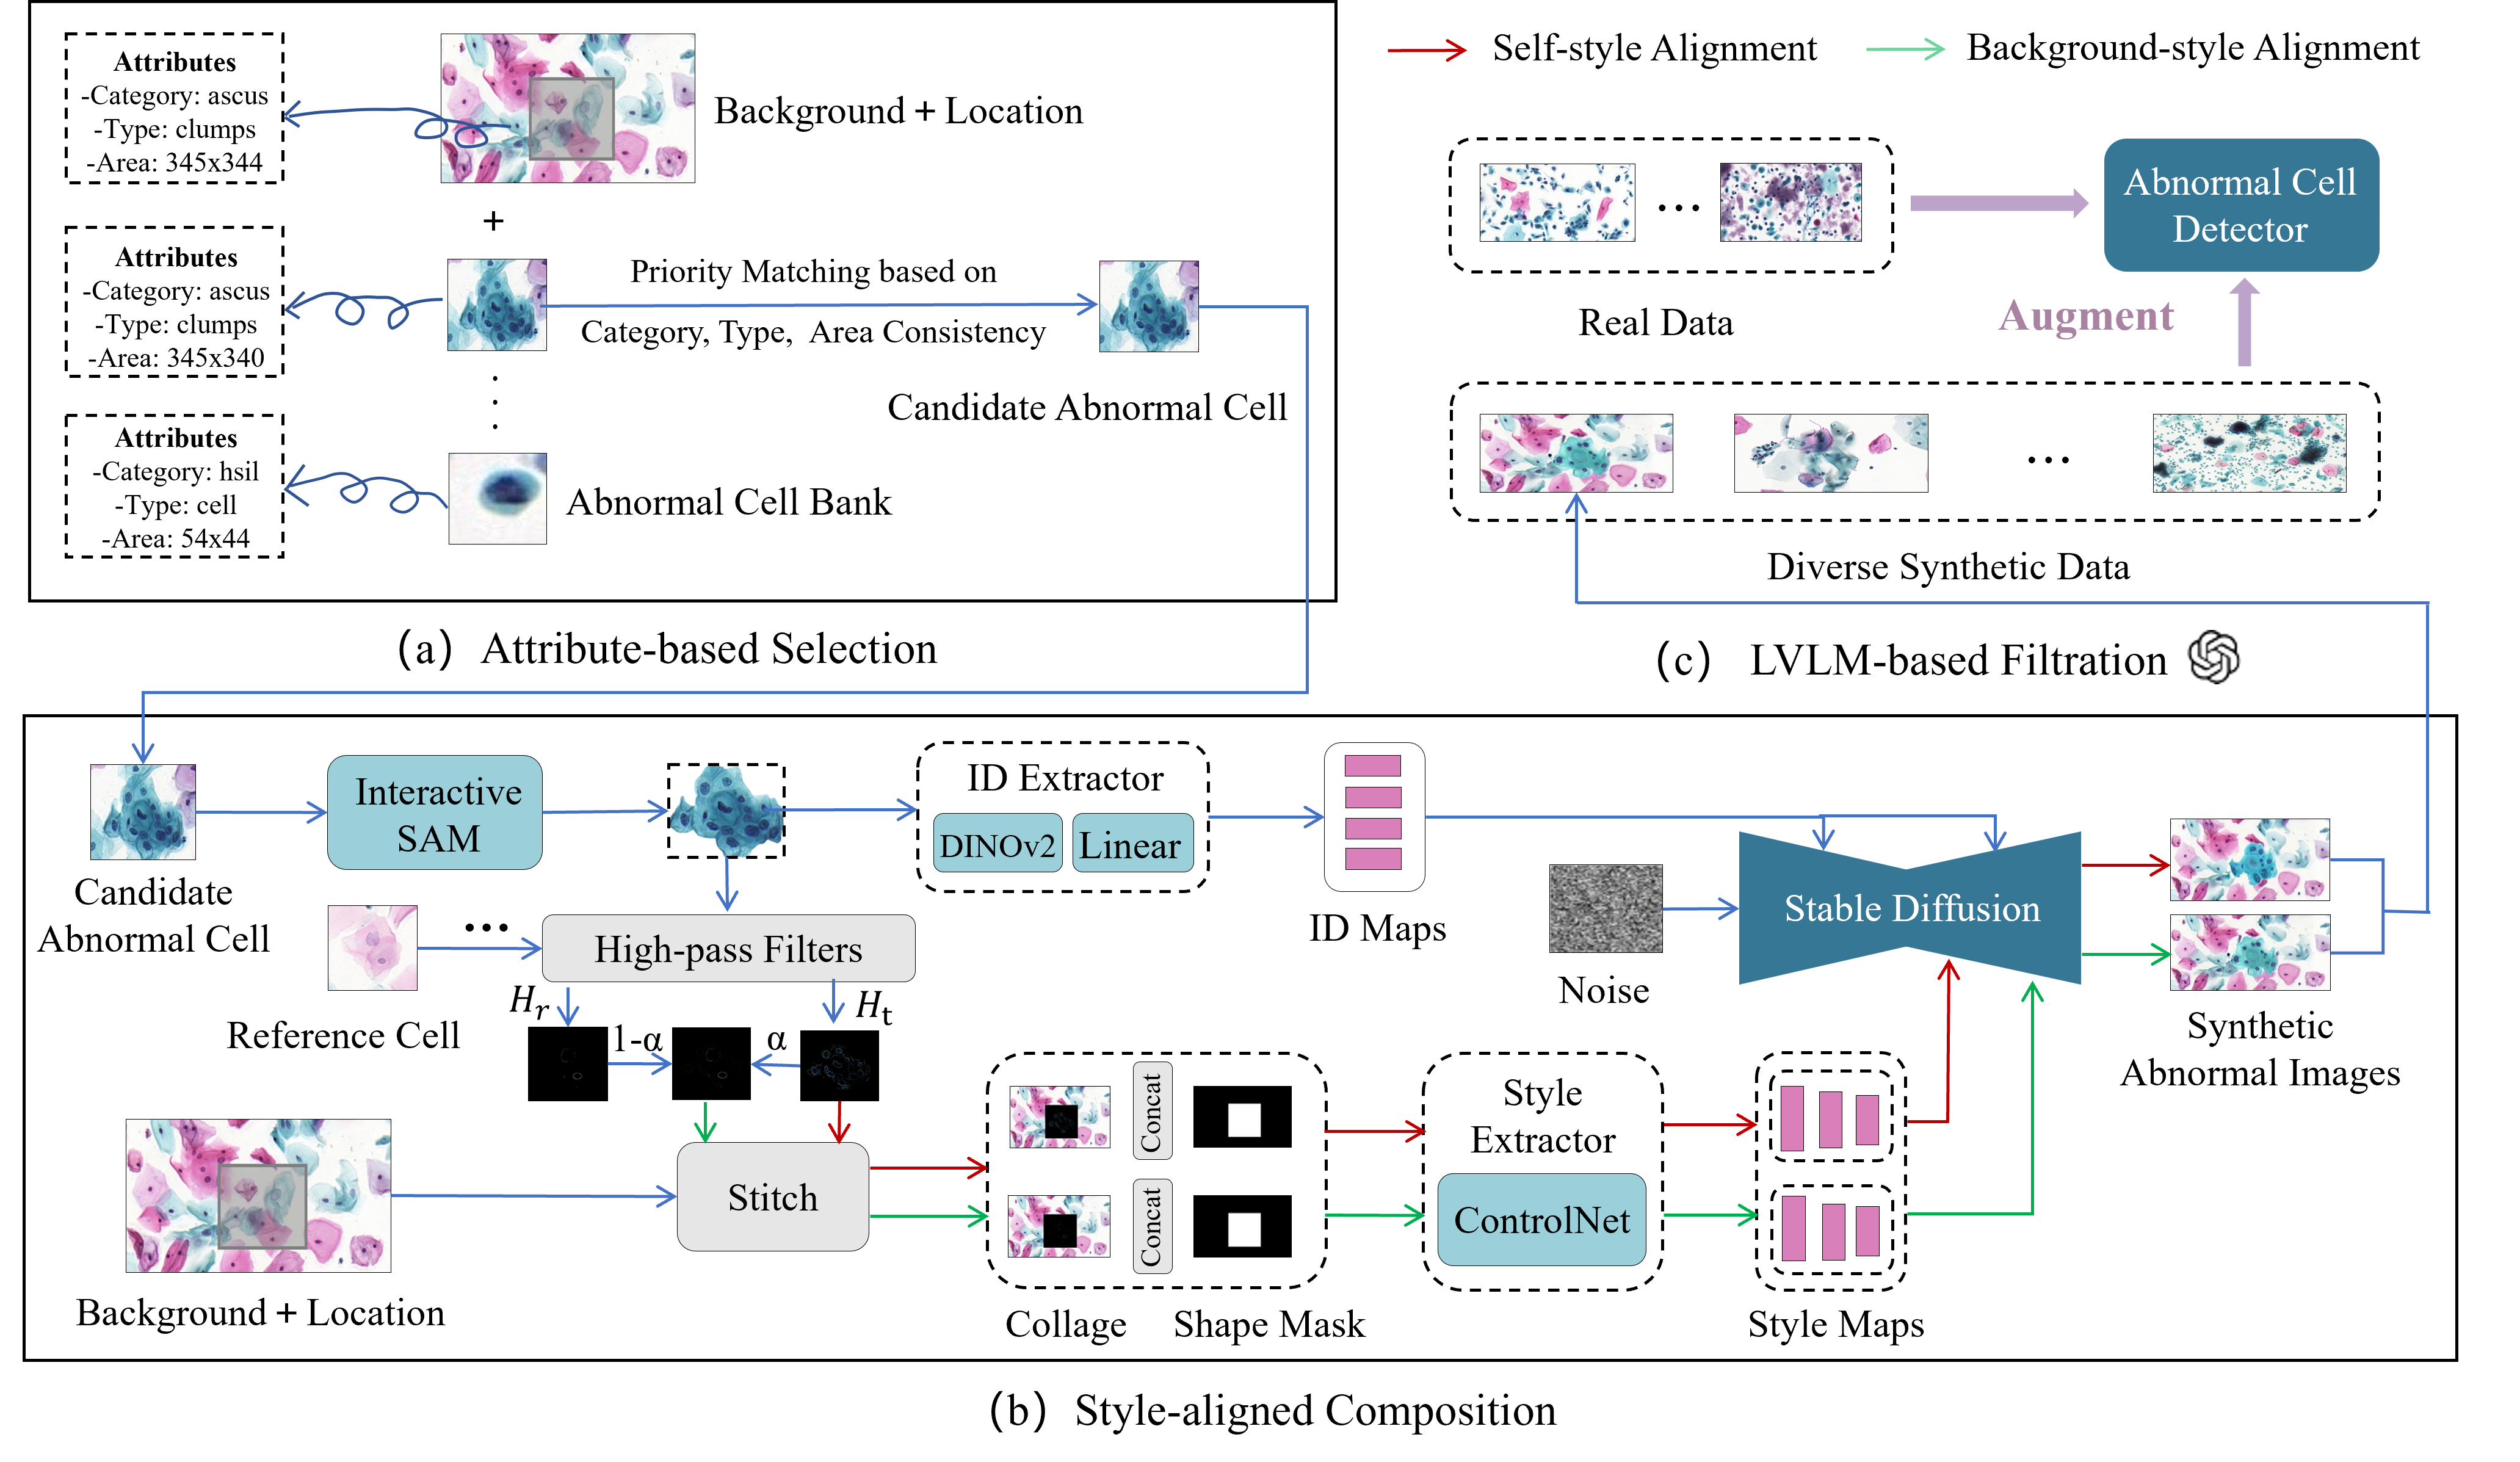 Attributes
-Category: ascus
-Type: clumps
-Area: 345x344
Background + Location
+
Attributes
-Category: ascus
-Type: clumps
-Area: 345x340
Priority Matching based on
Category, Type, Area Consistency
Candidate Abnormal Cell
Attributes
-Category: hsil
-Type: cell
-Area: 54x44
Abnormal Cell Bank
(a) Attribute-based Selection
Self-style Alignment
Background-style Alignment
Real Data
Abnormal Cell
Detector
Augment
Diverse Synthetic Data
(c) LVLM-based Filtration
Candidate
Abnormal Cell
Interactive
SAM
ID Extractor
DINOv2
Linear
ID Maps
Noise
Stable Diffusion
Synthetic
Abnormal Images
Reference Cell
High-pass Filters
Hr
Ht
1-α
α
Background + Location
Stitch
Concat
Concat
Collage
Shape Mask
Style
Extractor
ControlNet
Style Maps
(b) Style-aligned Composition